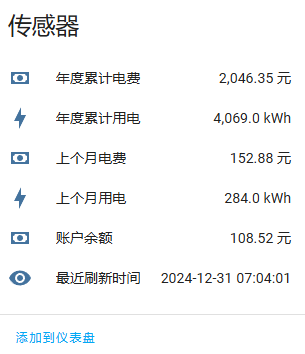 传感器
年度累计电费 2,046.35 元
年度累计用电 4,069.0 kWh
上个月电费 152.88 元
上个月用电 284.0 kWh
账户余额 108.52 元
最近刷新时间 2024-12-31 07:04:01
添加到仪表盘